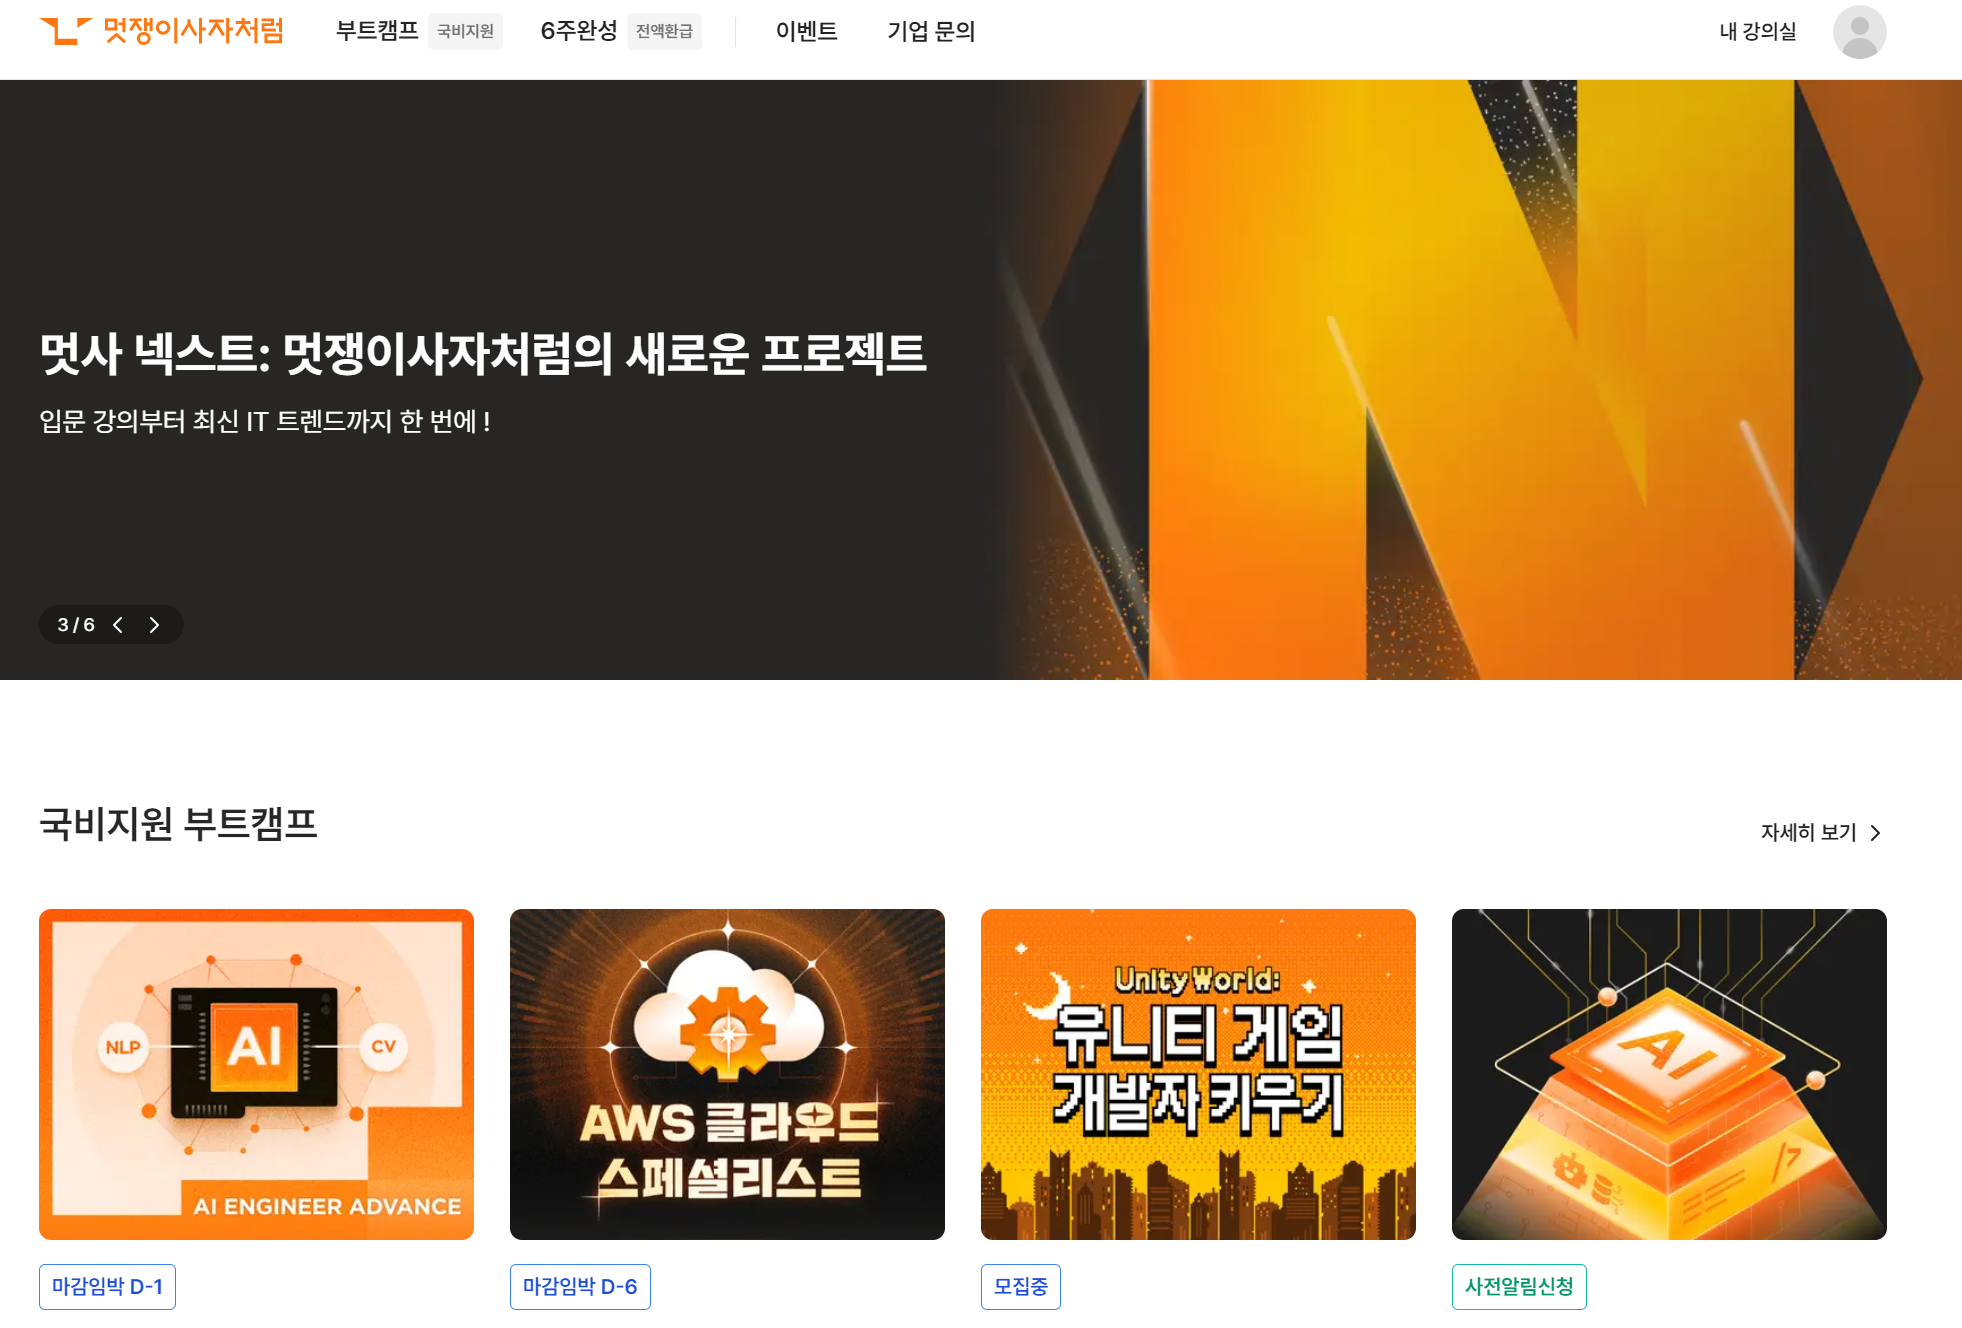 멋쟁이사자처럼 부트캠프 국비지원 6주완성 전액환급 이벤트 기업 문의 내 강의실
멋사 넥스트: 멋쟁이사자처럼의 새로운 프로젝트
입문 강의부터 최신 IT 트렌드까지 한 번에 !
3 / 6
국비지원 부트캠프
자세히 보기
NLP
AI
CV
AI ENGINEER ADVANCE
AWS 클라우드
스페셜리스트
Unity World:
유니티 게임
개발자 키우기
AI
마감임박 D-1
마감임박 D-6
모집중
사전알림신청